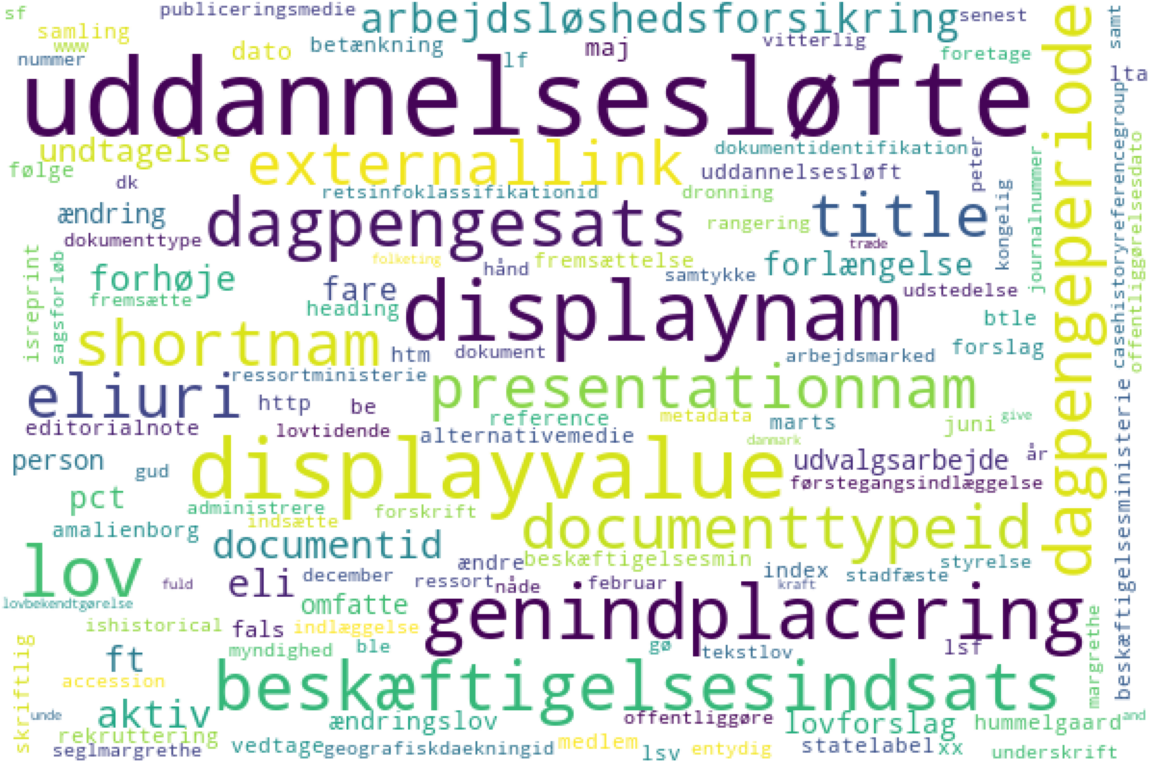 sf publiceringsmedie arbejdsløshedsforsikring senest samt
samling www dato betænkning maj vitterlig foretage
nummer lf lta
uddannelsesløfte dagpengeperiode
undtagelse externallink dokumentidentifikation peter
følge dk retsinfoklassifikationid uddannelsesløft dronning journalnummer casehistoryreferencegroup offentliggørelsesdato
ændring dagpengesats rangering title kongelig
dokumenttype folketing træde
isreprint sagsforløb forhøje hånd fremsættelse samtykke forlængelse
fremsætte fare displaynam udstedelse
heading btle
shortnam htm dokument arbejdsmarked forslag
eliuri ressortministerie presentationnam beskæftigelsesministerie
http be reference metadata marts juni give
editorialnote lovtidende alternativemedie danmark
person gud displayvalue udvalgsarbejde år
pct førstegangsindlæggelse
administrere indsætte forskrift documenttypeid
amalienborg documentid
lov ændre beskæftigelsesmin styrelse
fuld eli december ressort nåde februar index kraft stadfæste
lovbekendtgørelse omfatte genindplacering margrethe
ishistorical fals indlæggelse
skriftlig ft myndighed ble gø tekstlov lsf
accession beskæftigelsesindsats
unde aktiv ændringslov offentliggøre lovforslag hummelgaard and
rekruttering
seglmargrethe vedtage geografiskdaekningid medlem lsv entydig statelabel xx underskrift